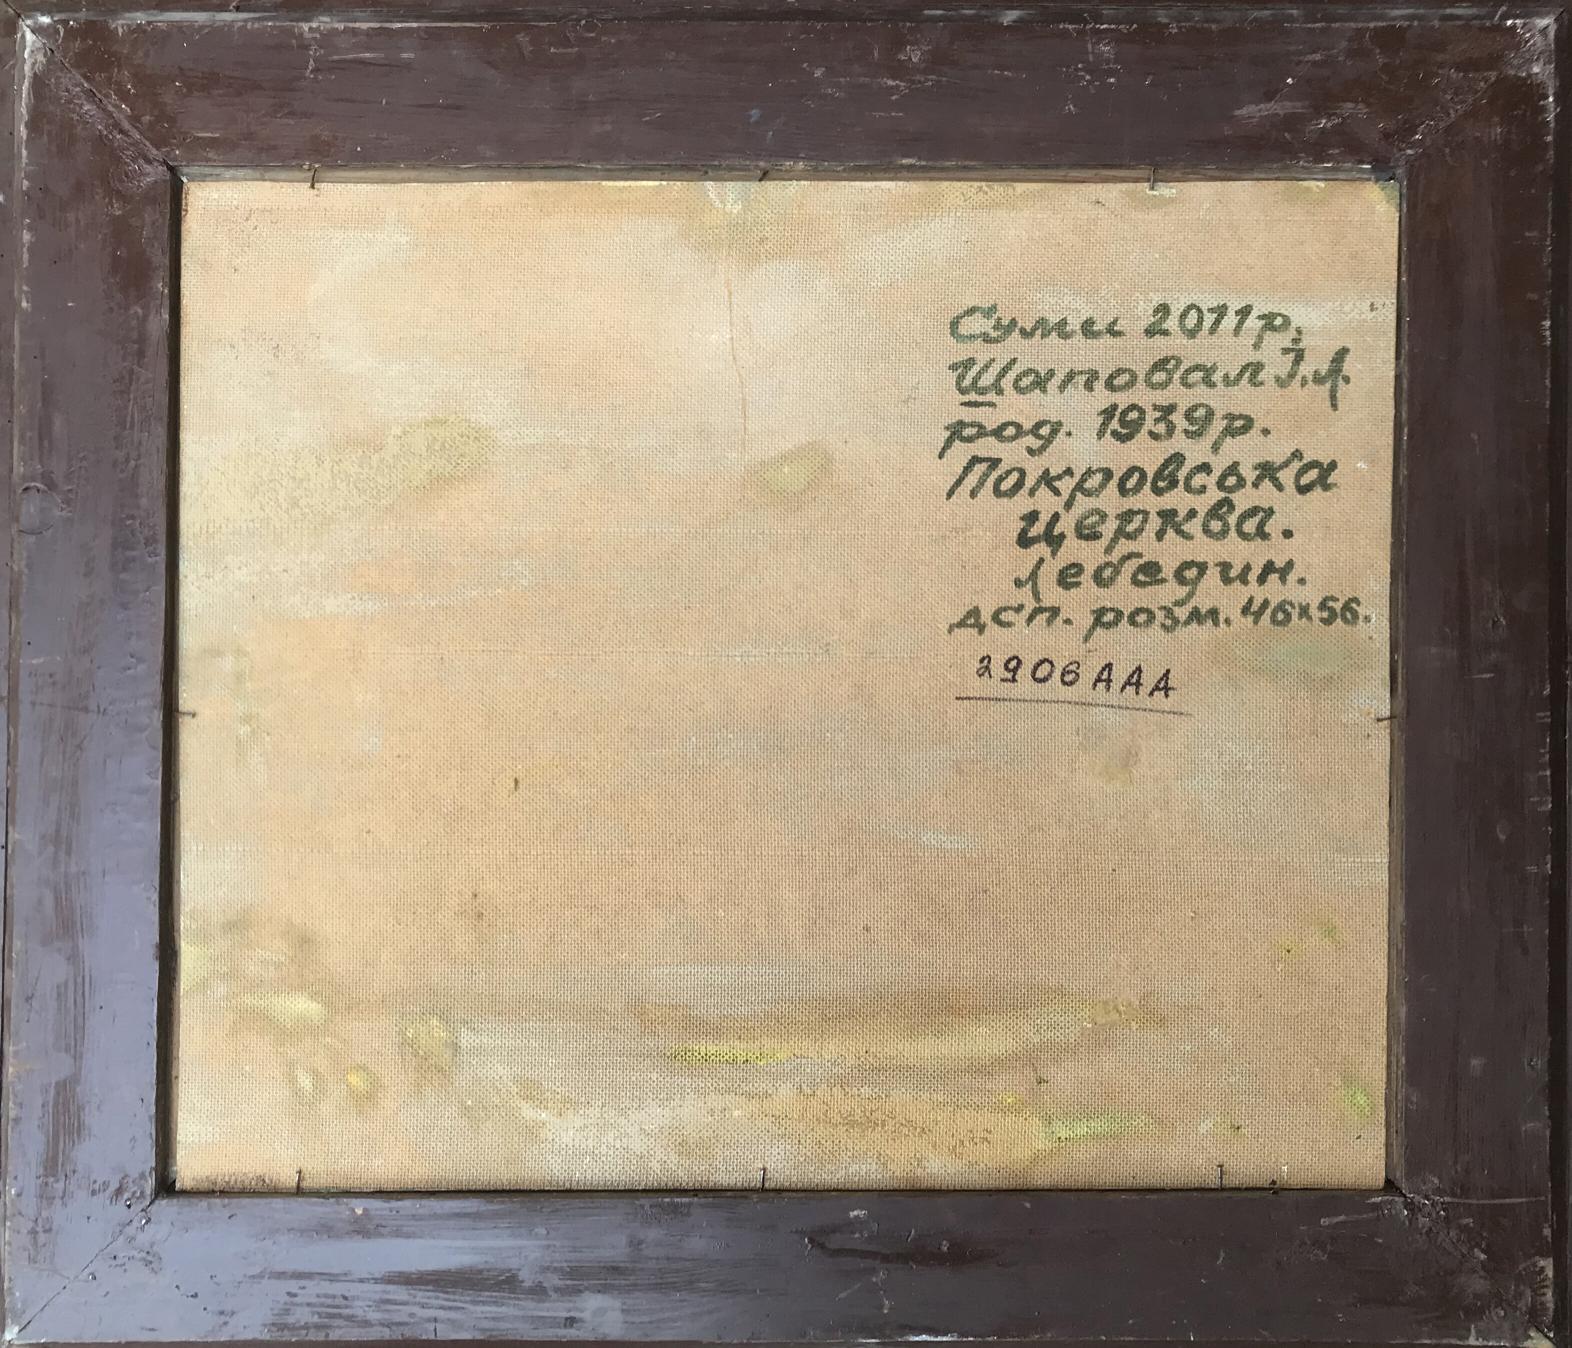 Суми 2011р.
Шаповал І.Л.
род. 1939р.
Покровська
церква.
Лебедин.
дсп. розм. 46х56.
2906ААА